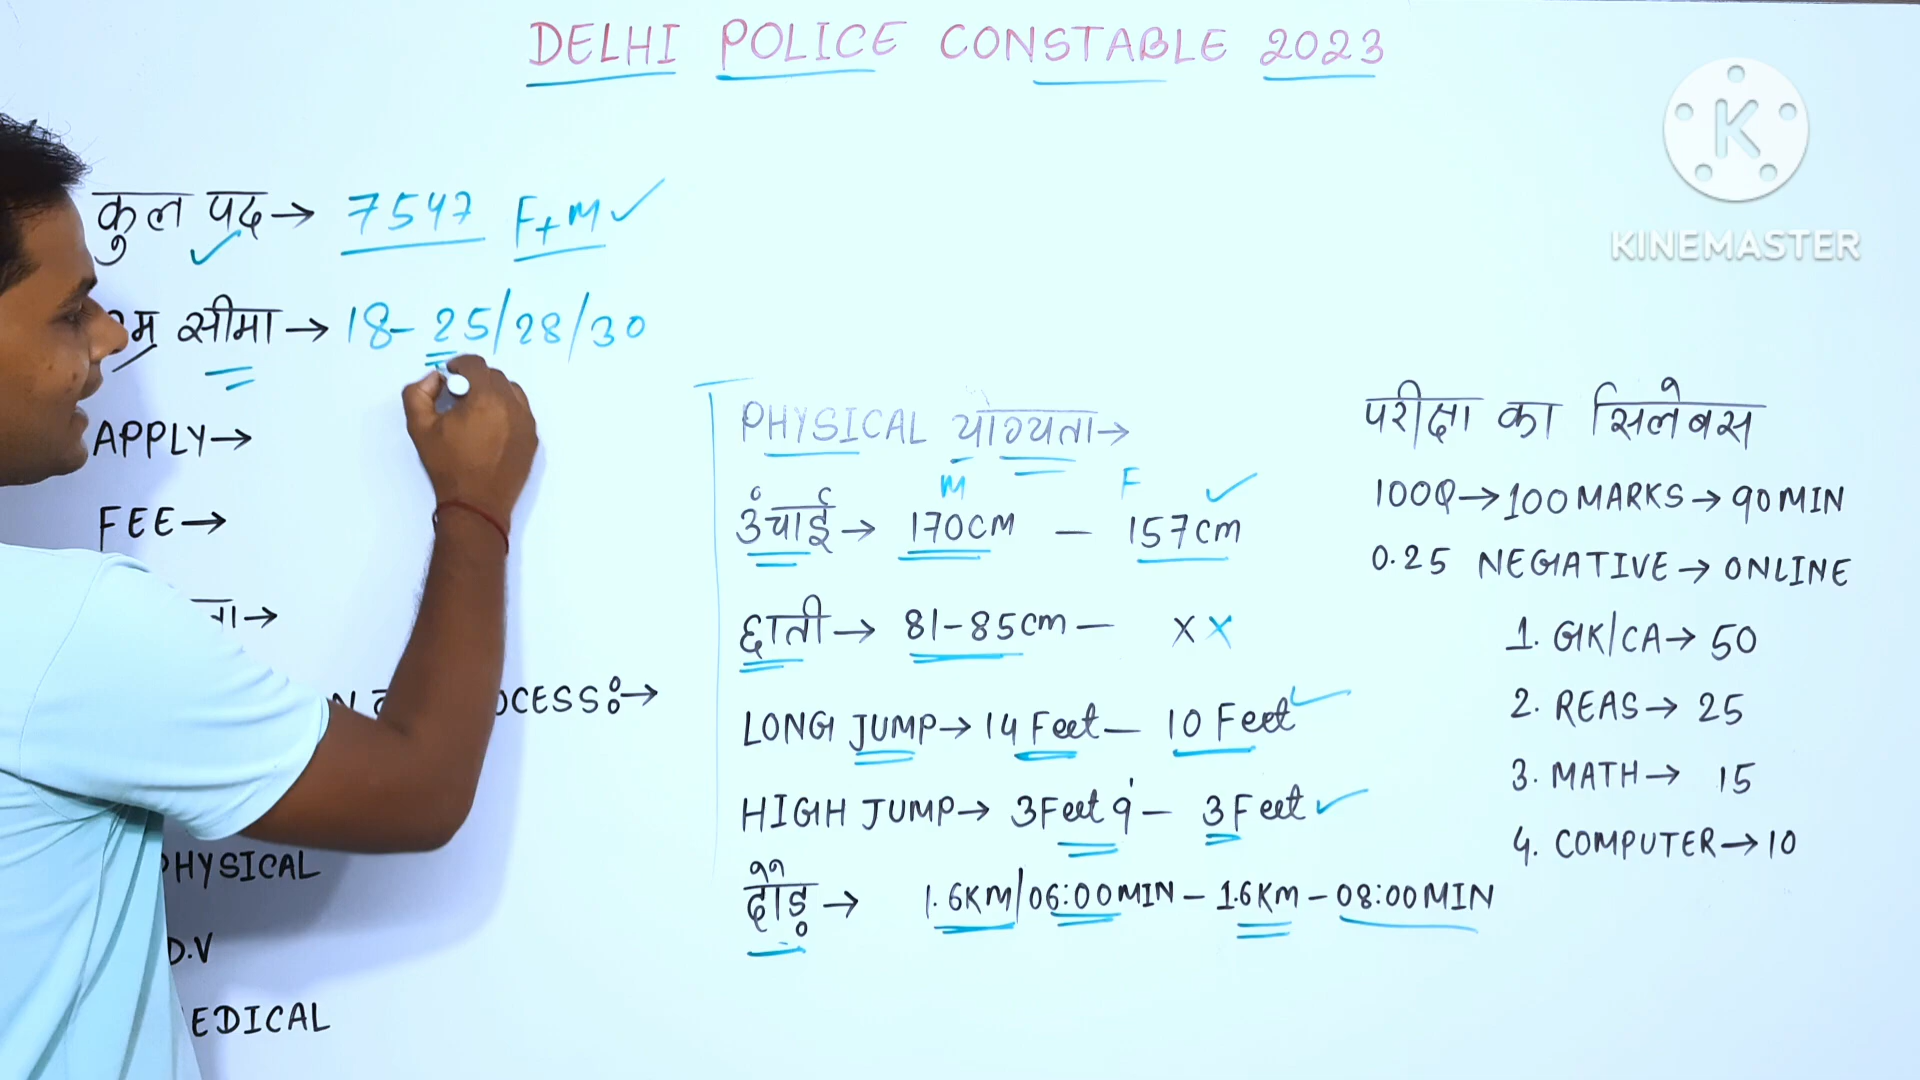 DELHI POLICE CONSTABLE 2023
K
KINEMASTER
कुल पद→ 7547 F+M ✓
सीमा→ 18-25/28/30
APPLY→
FEE→
OCESS:→
PHYSICAL
D.V
EDICAL
PHYSICAL योग्यता→
M F ✓
ऊंचाई→ 170CM — 157cm
छाती→ 81-85cm — X X
LONG JUMP→ 14 Feet — 10 Feet ✓
HIGH JUMP→ 3Feet 9' — 3 Feet ✓
दौड़→ 1.6KM/06:00MIN – 1.6KM – 08:00MIN
परीक्षा का सिलेबस
100Q→100 MARKS→90 MIN
0.25 NEGATIVE→ONLINE
1. GK/CA→50
2. REAS→25
3. MATH→ 15
4. COMPUTER→10